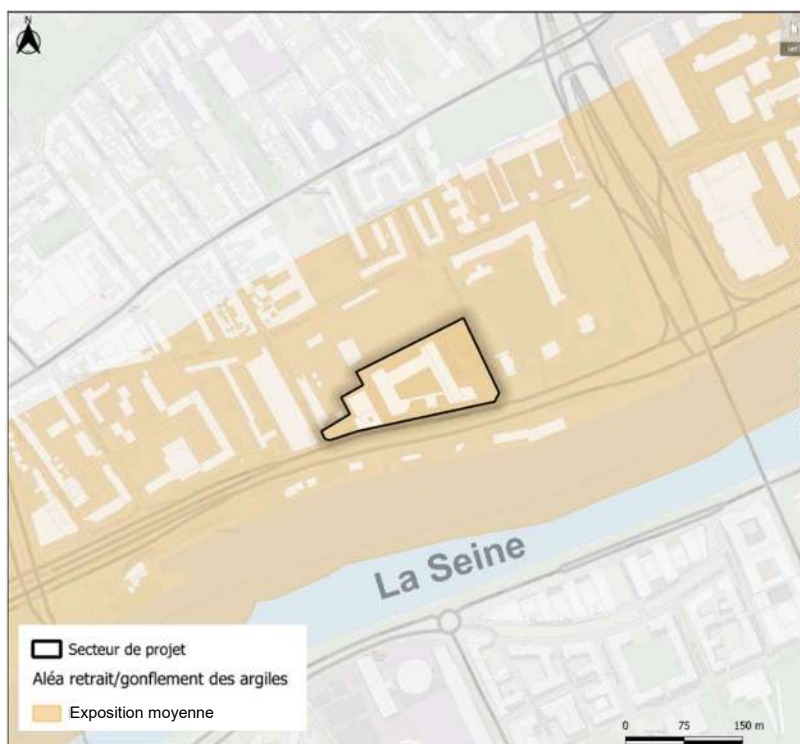 N
La Seine
Secteur de projet
Aléa retrait/gonflement des argiles
Exposition moyenne
0 75 150 m